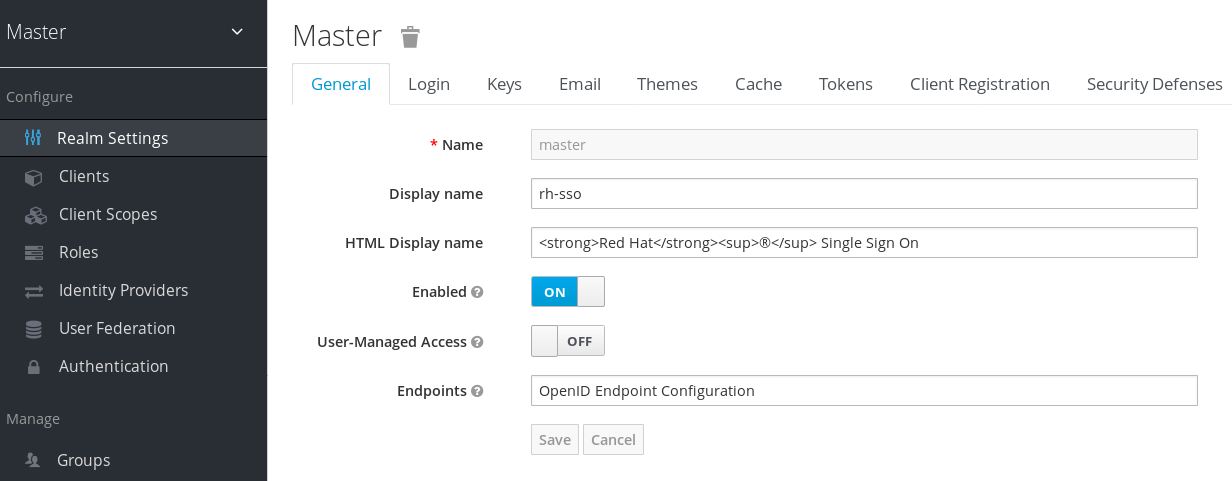 Master
Configure
Realm Settings
Clients
Client Scopes
Roles
Identity Providers
User Federation
Authentication
Manage
Groups
Master
General Login Keys Email Themes Cache Tokens Client Registration Security Defenses
* Name master
Display name rh-sso
HTML Display name <strong>Red Hat</strong><sup>®</sup> Single Sign On
Enabled ? ON
User-Managed Access ? OFF
Endpoints ? OpenID Endpoint Configuration
Save Cancel